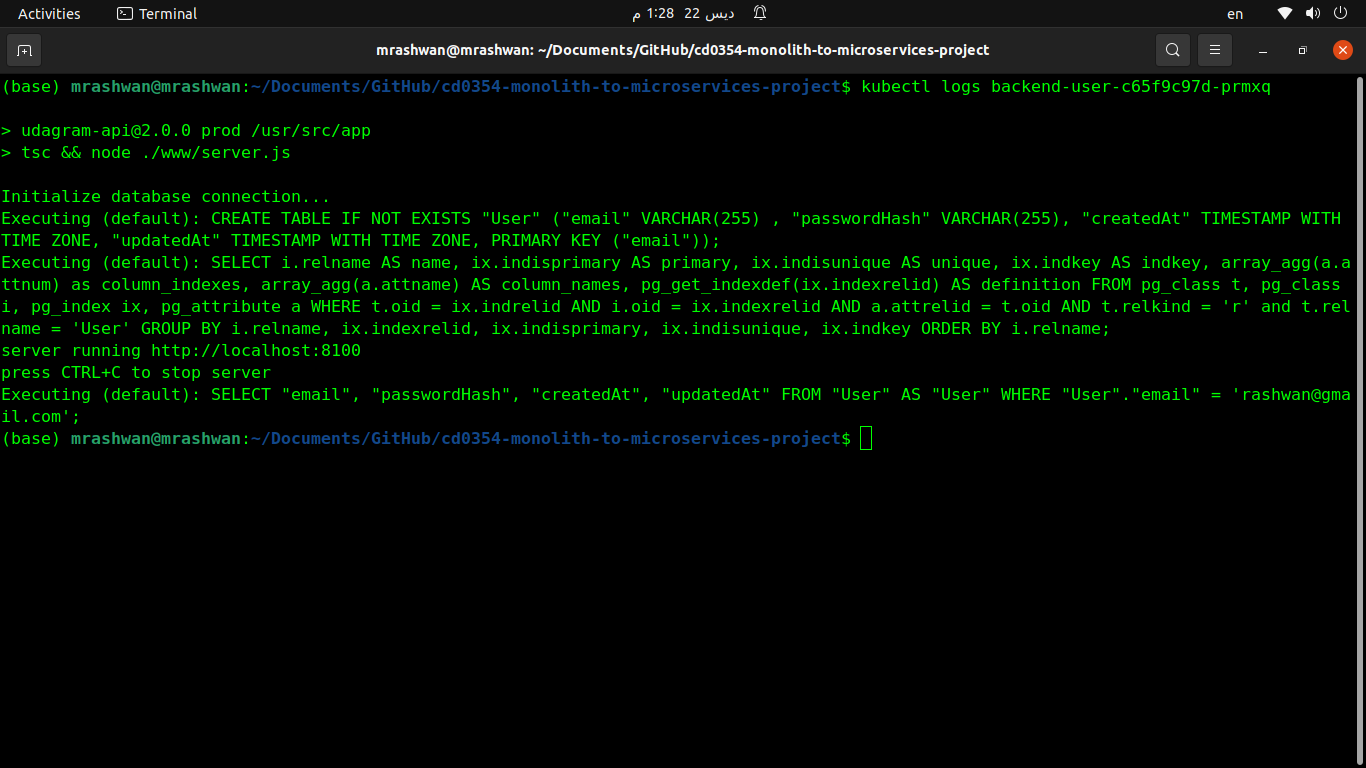 Activities Terminal ديس 22 1:28 م en
mrashwan@mrashwan: ~/Documents/GitHub/cd0354-monolith-to-microservices-project
(base) mrashwan@mrashwan:~/Documents/GitHub/cd0354-monolith-to-microservices-project$ kubectl logs backend-user-c65f9c97d-prmxq
> udagram-api@2.0.0 prod /usr/src/app
> tsc && node ./www/server.js
Initialize database connection...
Executing (default): CREATE TABLE IF NOT EXISTS "User" ("email" VARCHAR(255) , "passwordHash" VARCHAR(255), "createdAt" TIMESTAMP WITH
TIME ZONE, "updatedAt" TIMESTAMP WITH TIME ZONE, PRIMARY KEY ("email"));
Executing (default): SELECT i.relname AS name, ix.indisprimary AS primary, ix.indisunique AS unique, ix.indkey AS indkey, array_agg(a.a
ttnum) as column_indexes, array_agg(a.attname) AS column_names, pg_get_indexdef(ix.indexrelid) AS definition FROM pg_class t, pg_class
i, pg_index ix, pg_attribute a WHERE t.oid = ix.indrelid AND i.oid = ix.indexrelid AND a.attrelid = t.oid AND t.relkind = 'r' and t.rel
name = 'User' GROUP BY i.relname, ix.indexrelid, ix.indisprimary, ix.indisunique, ix.indkey ORDER BY i.relname;
server running http://localhost:8100
press CTRL+C to stop server
Executing (default): SELECT "email", "passwordHash", "createdAt", "updatedAt" FROM "User" AS "User" WHERE "User"."email" = 'rashwan@gma
il.com';
(base) mrashwan@mrashwan:~/Documents/GitHub/cd0354-monolith-to-microservices-project$